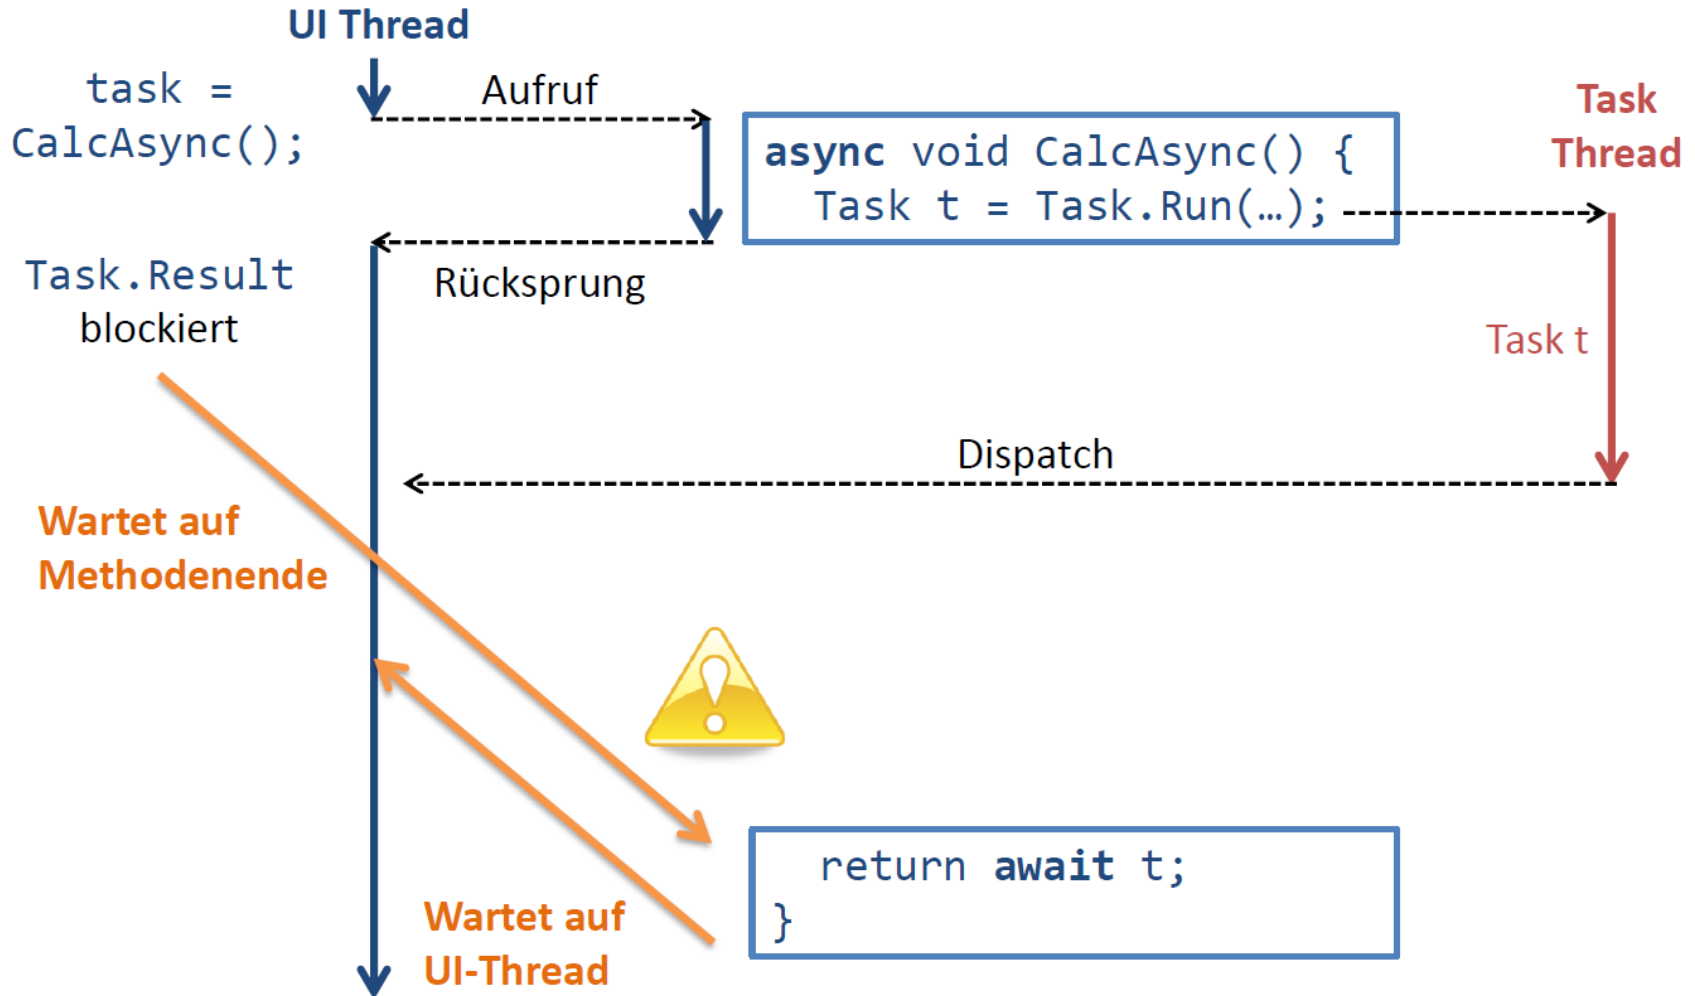 UI Thread
task =
CalcAsync();
Aufruf
async void CalcAsync() {
Task t = Task.Run(…);
Task
Thread
Rücksprung
Task.Result
blockiert
Task t
Dispatch
Wartet auf
Methodenende
return await t;
}
Wartet auf
UI-Thread